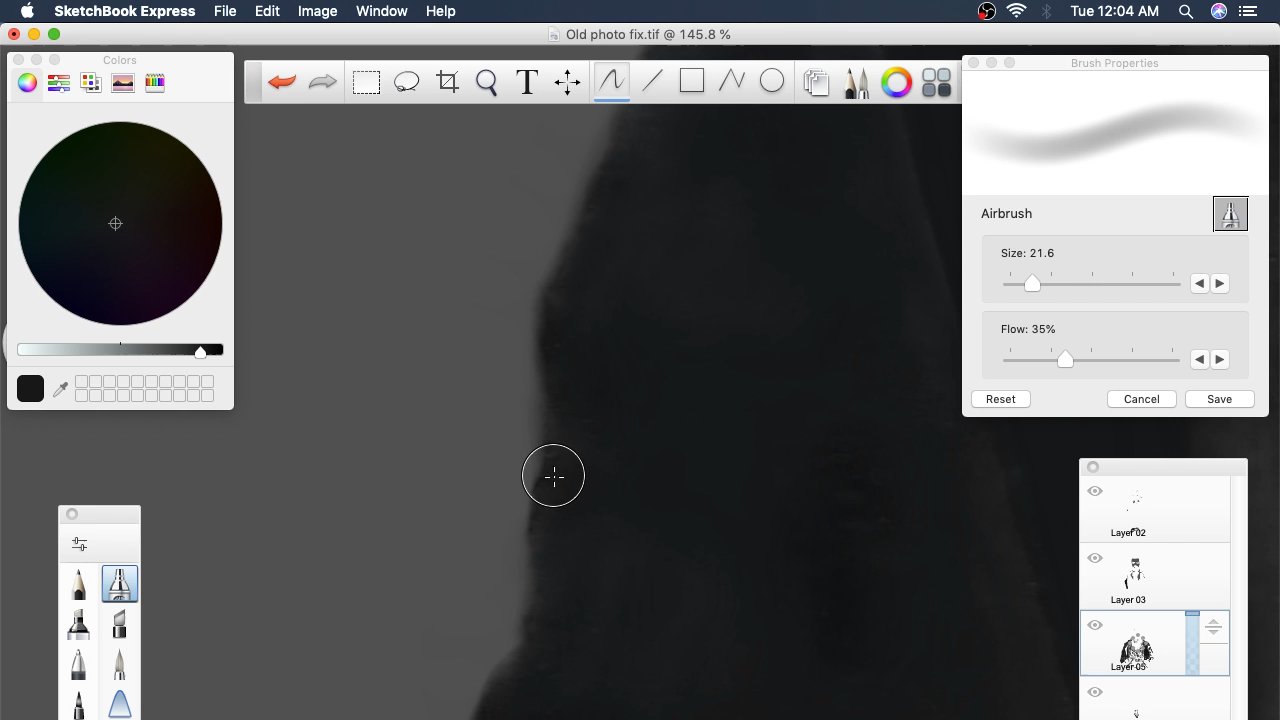 SketchBook Express File Edit Image Window Help Tue 12:04 AM
Old photo fix.tif @ 145.8 %
Colors
T
Brush Properties
Airbrush
Size: 21.6
Flow: 35%
Reset Cancel Save
Layer 02
Layer 03
Layer 05